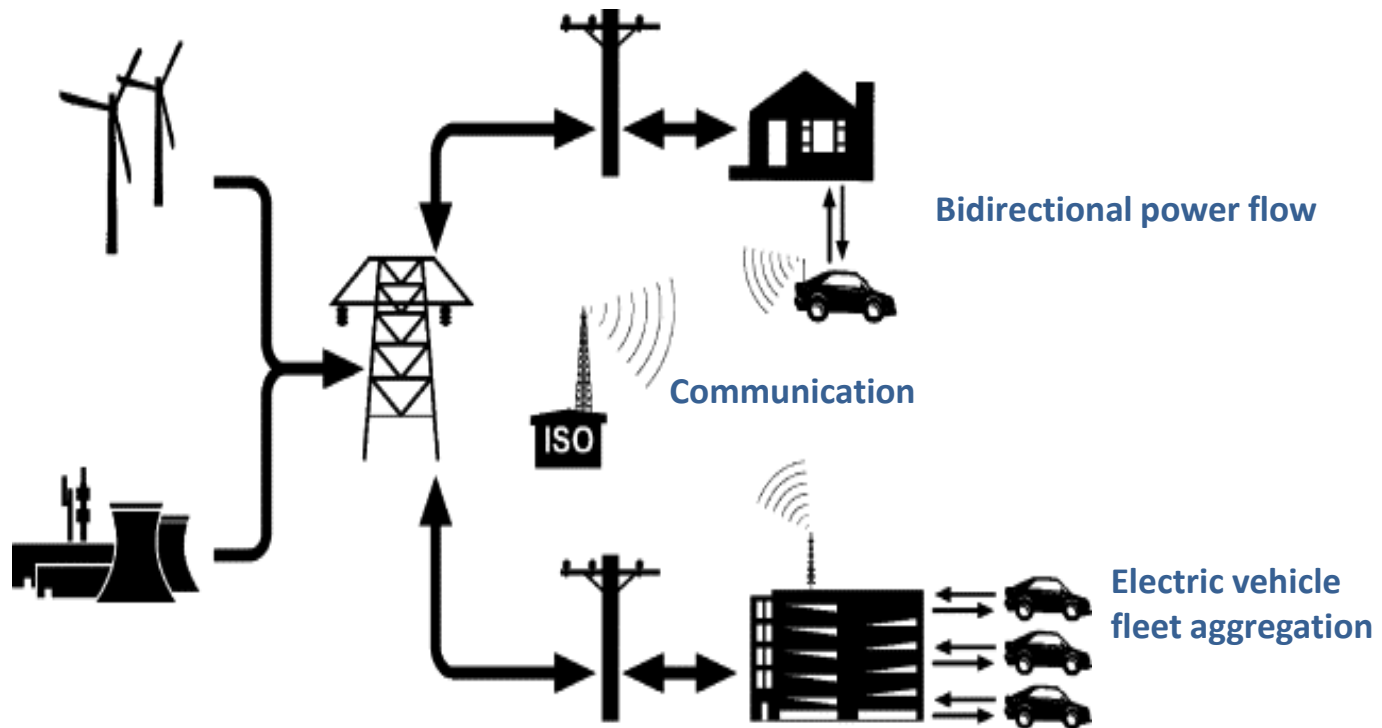 Bidirectional power flow
Communication
ISO
Electric vehicle
fleet aggregation